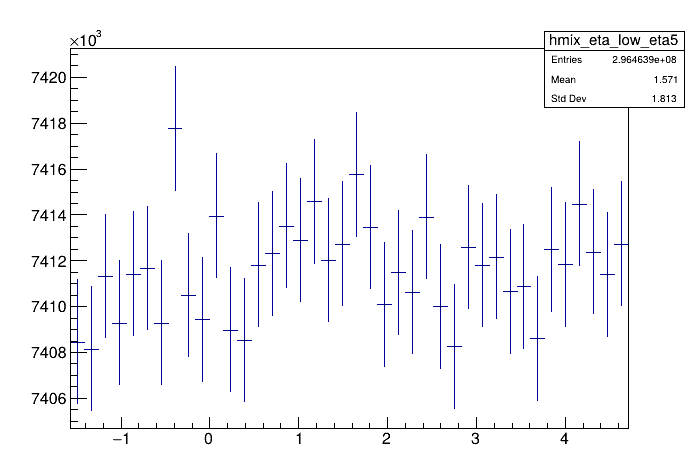 ×10³
hmix_eta_low_eta5
Entries 2.964639e+08
Mean 1.571
Std Dev 1.813
7420
7418
7416
7414
7412
7410
7408
7406
−1 0 1 2 3 4